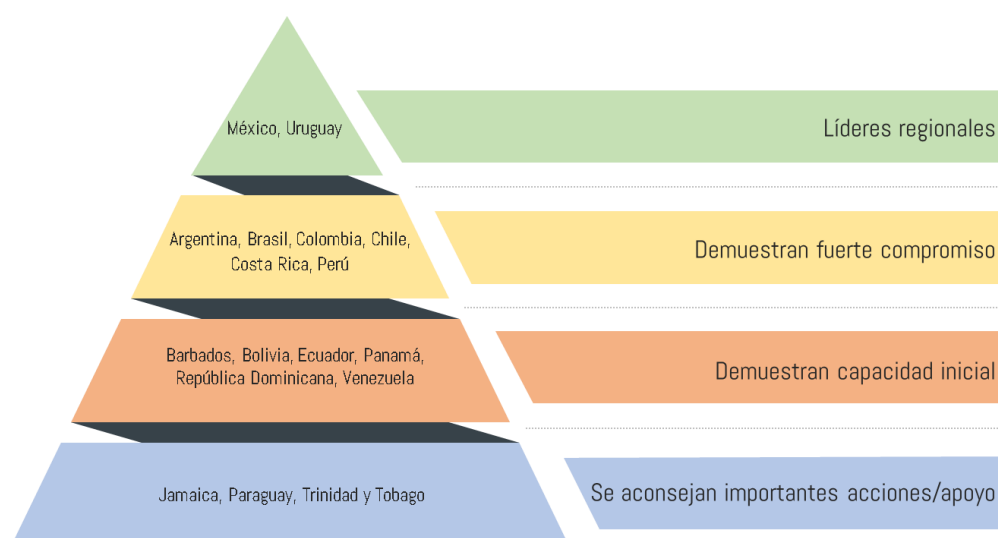 México, Uruguay
Líderes regionales
Argentina, Brasil, Colombia, Chile,
Costa Rica, Perú
Demuestran fuerte compromiso
Barbados, Bolivia, Ecuador, Panamá,
República Dominicana, Venezuela
Demuestran capacidad inicial
Jamaica, Paraguay, Trinidad y Tobago
Se aconsejan importantes acciones/apoyo